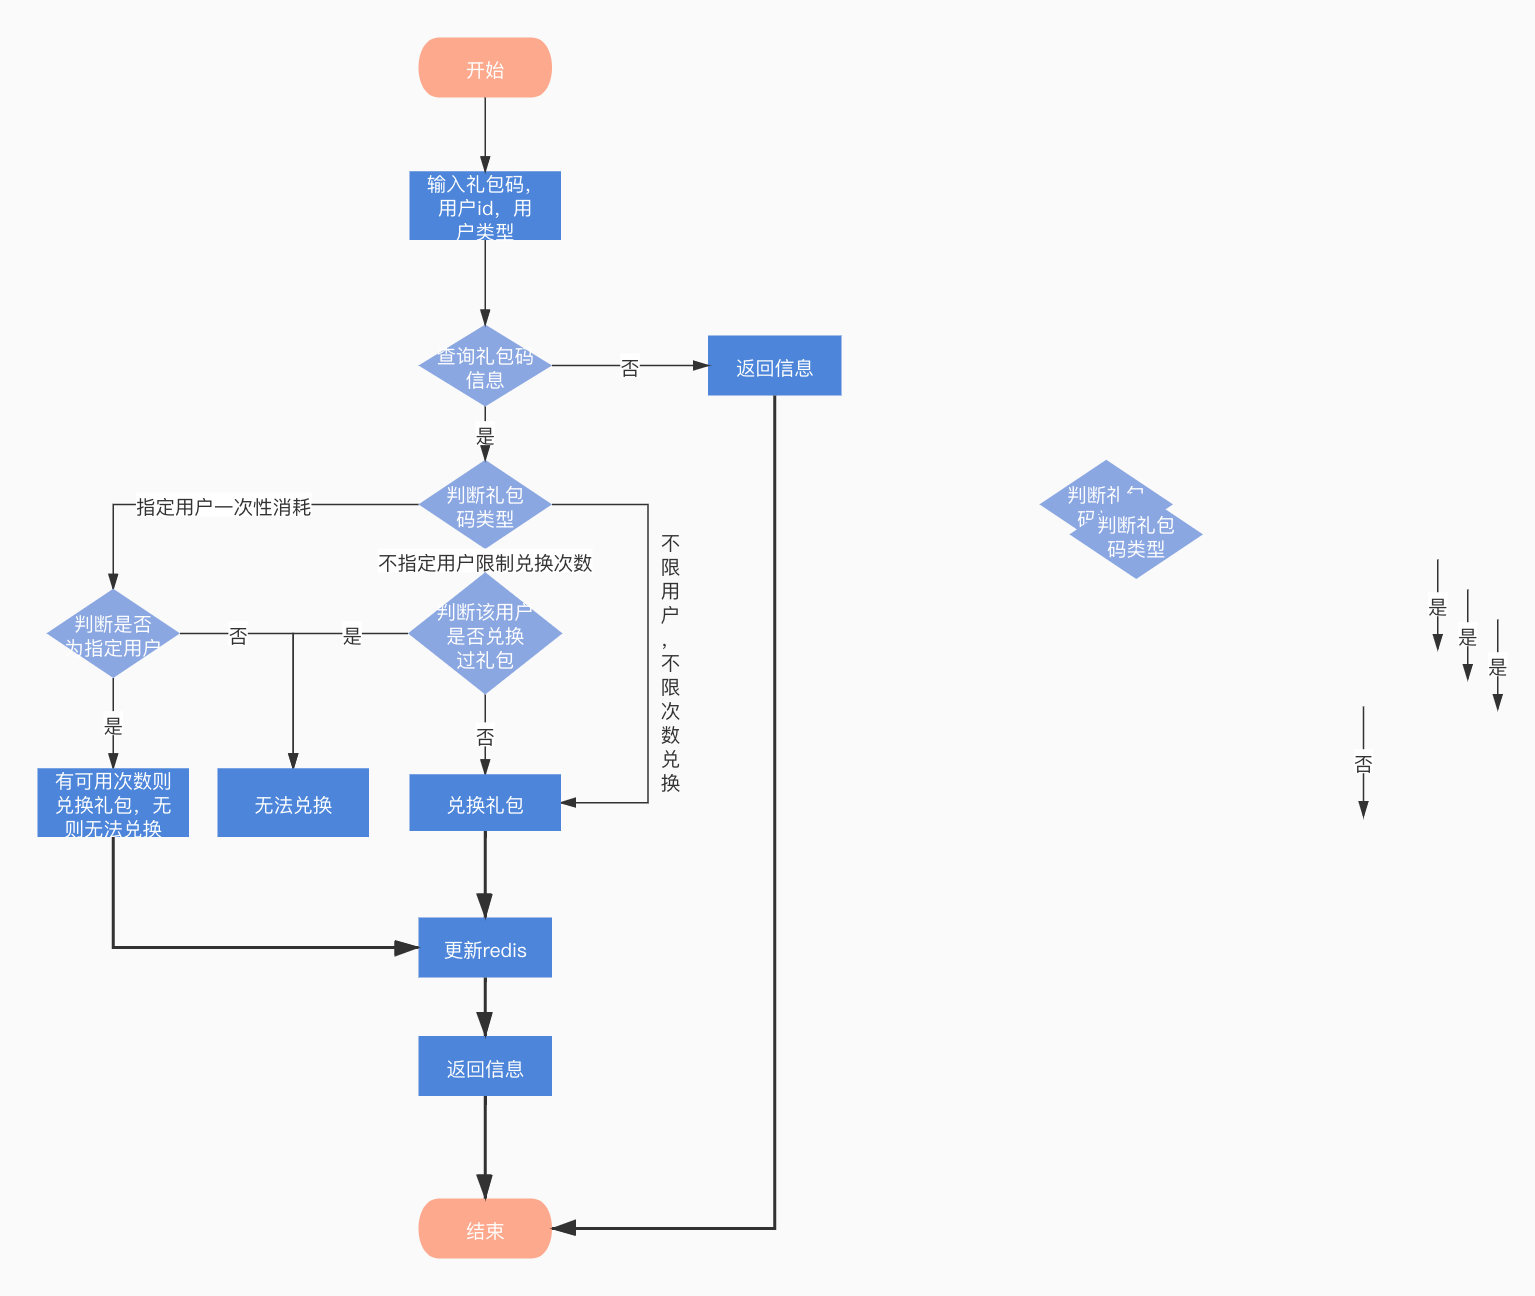 开始
输入礼包码，
用户id，用
户类型
查询礼包码
信息
否
返回信息
是
判断礼包
码类型
指定用户一次性消耗
不指定用户限制兑换次数
不限用户，不限次数兑换
判断是否
为指定用户
否
是
判断该用户
是否兑换
过礼包
是
否
有可用次数则
兑换礼包，无
则无法兑换
无法兑换
兑换礼包
更新redis
返回信息
结束
判断礼包
码
判断礼包
码类型
是
是
是
否